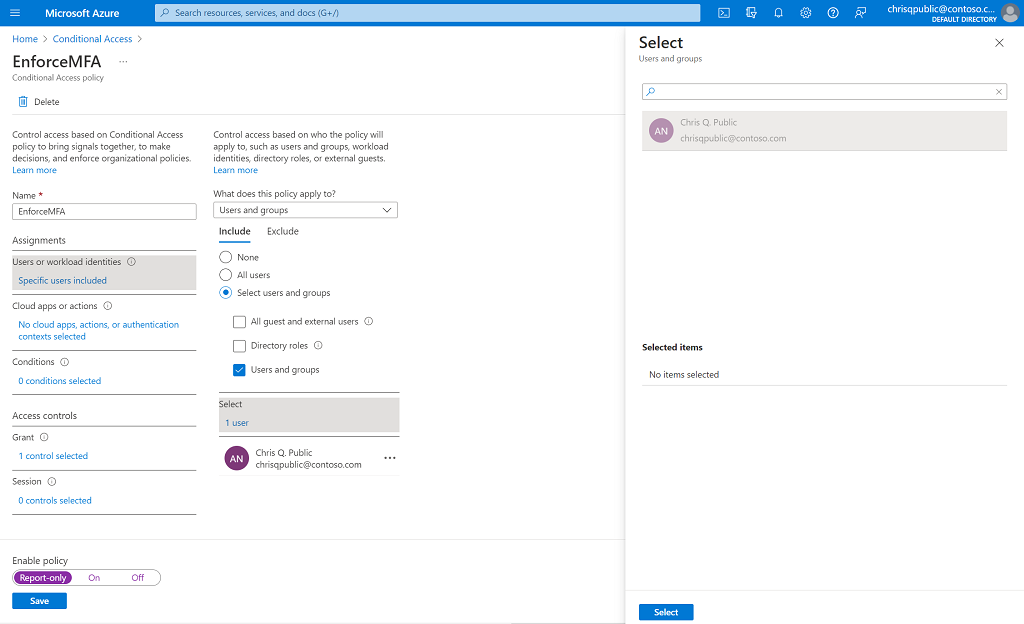 Microsoft Azure
Search resources, services, and docs (G+/)
chrisqpublic@contoso.c...
DEFAULT DIRECTORY
Home > Conditional Access >
EnforceMFA ...
Conditional Access policy
Delete
Control access based on Conditional Access
policy to bring signals together, to make
decisions, and enforce organizational policies.
Learn more
Name *
EnforceMFA
Assignments
Users or workload identities
Specific users included
Cloud apps or actions
No cloud apps, actions, or authentication
contexts selected
Conditions
0 conditions selected
Access controls
Grant
1 control selected
Session
0 controls selected
Enable policy
Report-only On Off
Save
Control access based on who the policy will
apply to, such as users and groups, workload
identities, directory roles, or external guests.
Learn more
What does this policy apply to?
Users and groups
Include Exclude
None
All users
Select users and groups
All guest and external users
Directory roles
Users and groups
Select
1 user
AN
Chris Q. Public
chrisqpublic@contoso.com
Select
Users and groups
AN
Chris Q. Public
chrisqpublic@contoso.com
Selected items
No items selected
Select